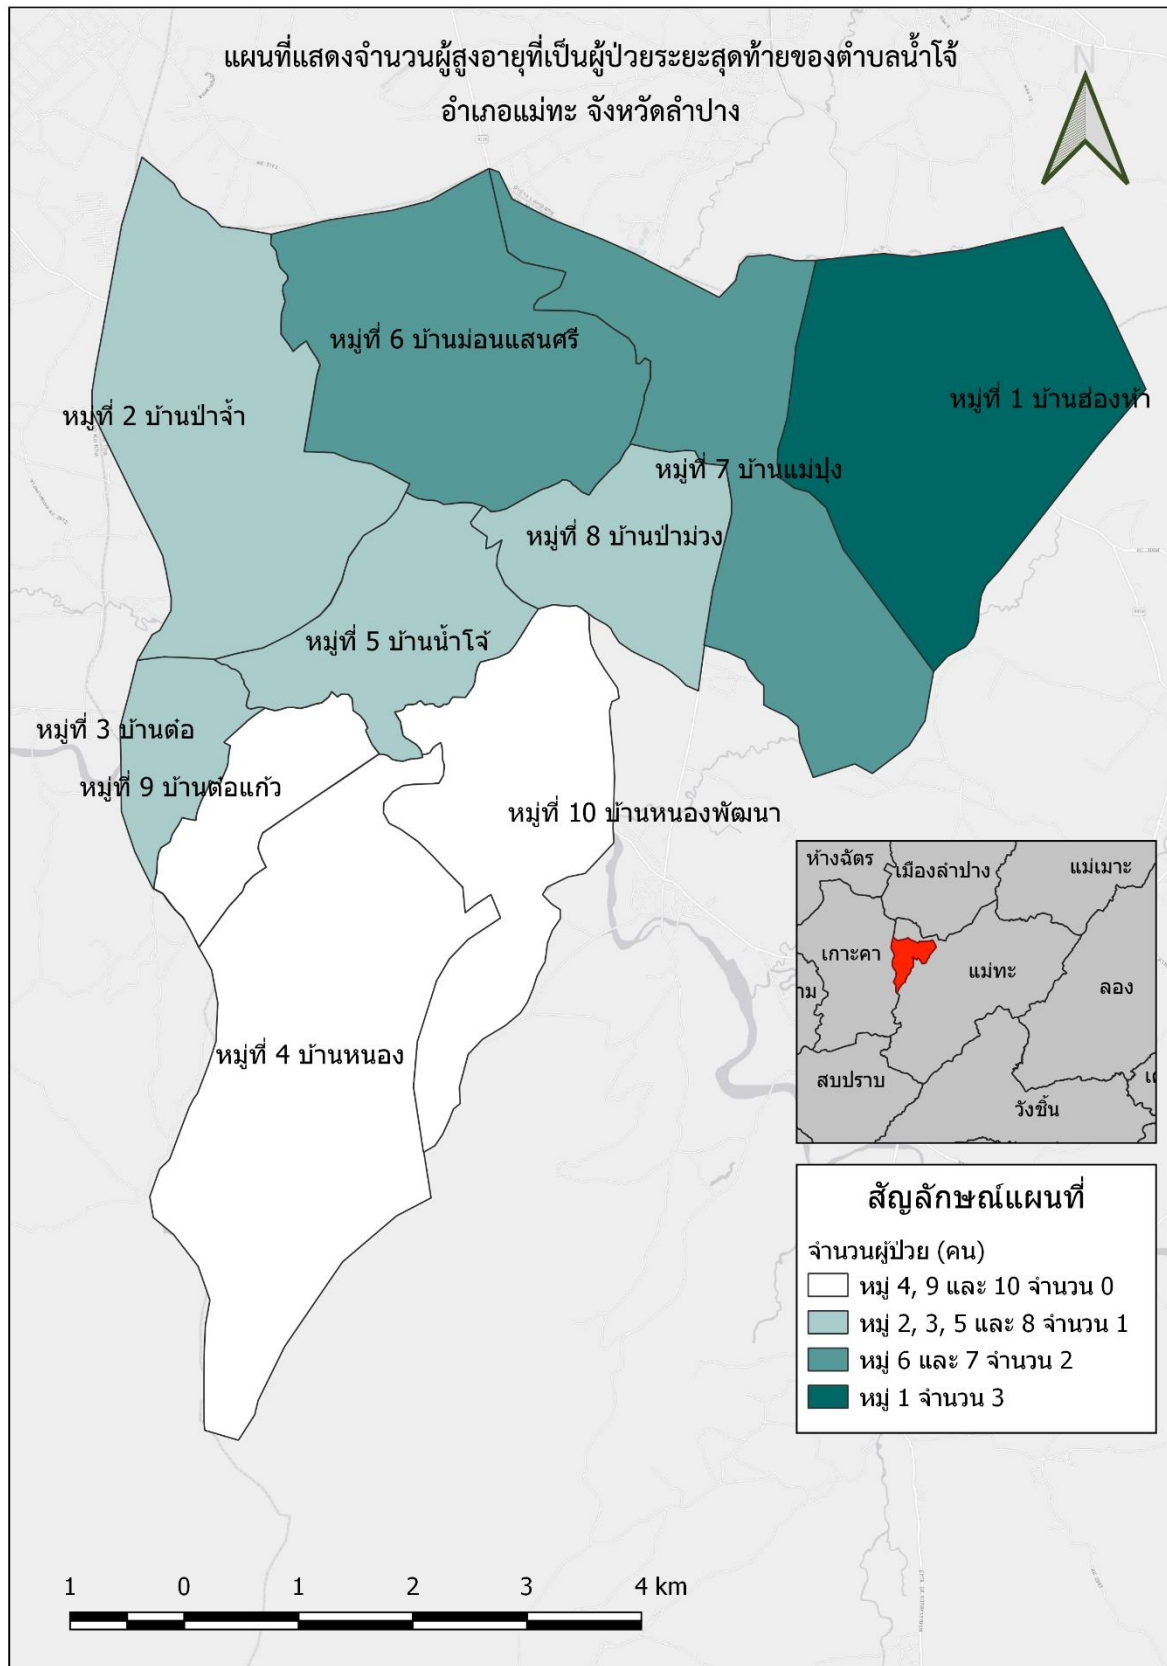 แผนที่แสดงจำนวนผู้สูงอายุที่เป็นผู้ป่วยระยะสุดท้ายของตำบลน้ำโจ้
อำเภอแม่ทะ จังหวัดลำปาง
N
หมู่ที่ 6 บ้านม่อนแสนศรี
หมู่ที่ 1 บ้านฮ่องห้า
หมู่ที่ 2 บ้านป่าจ้ำ
หมู่ที่ 7 บ้านแม่ปุง
หมู่ที่ 8 บ้านป่าม่วง
หมู่ที่ 5 บ้านน้ำโจ้
หมู่ที่ 3 บ้านต๋อ
หมู่ที่ 9 บ้านต๋อแก้ว
หมู่ที่ 10 บ้านหนองพัฒนา
หมู่ที่ 4 บ้านหนอง
ห้างฉัตร
เมืองลำปาง
แม่เมาะ
เกาะคา
แม่ทะ
ลอง
าม
สบปราบ
วังชิ้น
สัญลักษณ์แผนที่
จำนวนผู้ป่วย (คน)
หมู่ 4, 9 และ 10 จำนวน 0
หมู่ 2, 3, 5 และ 8 จำนวน 1
หมู่ 6 และ 7 จำนวน 2
หมู่ 1 จำนวน 3
1 0 1 2 3 4 km